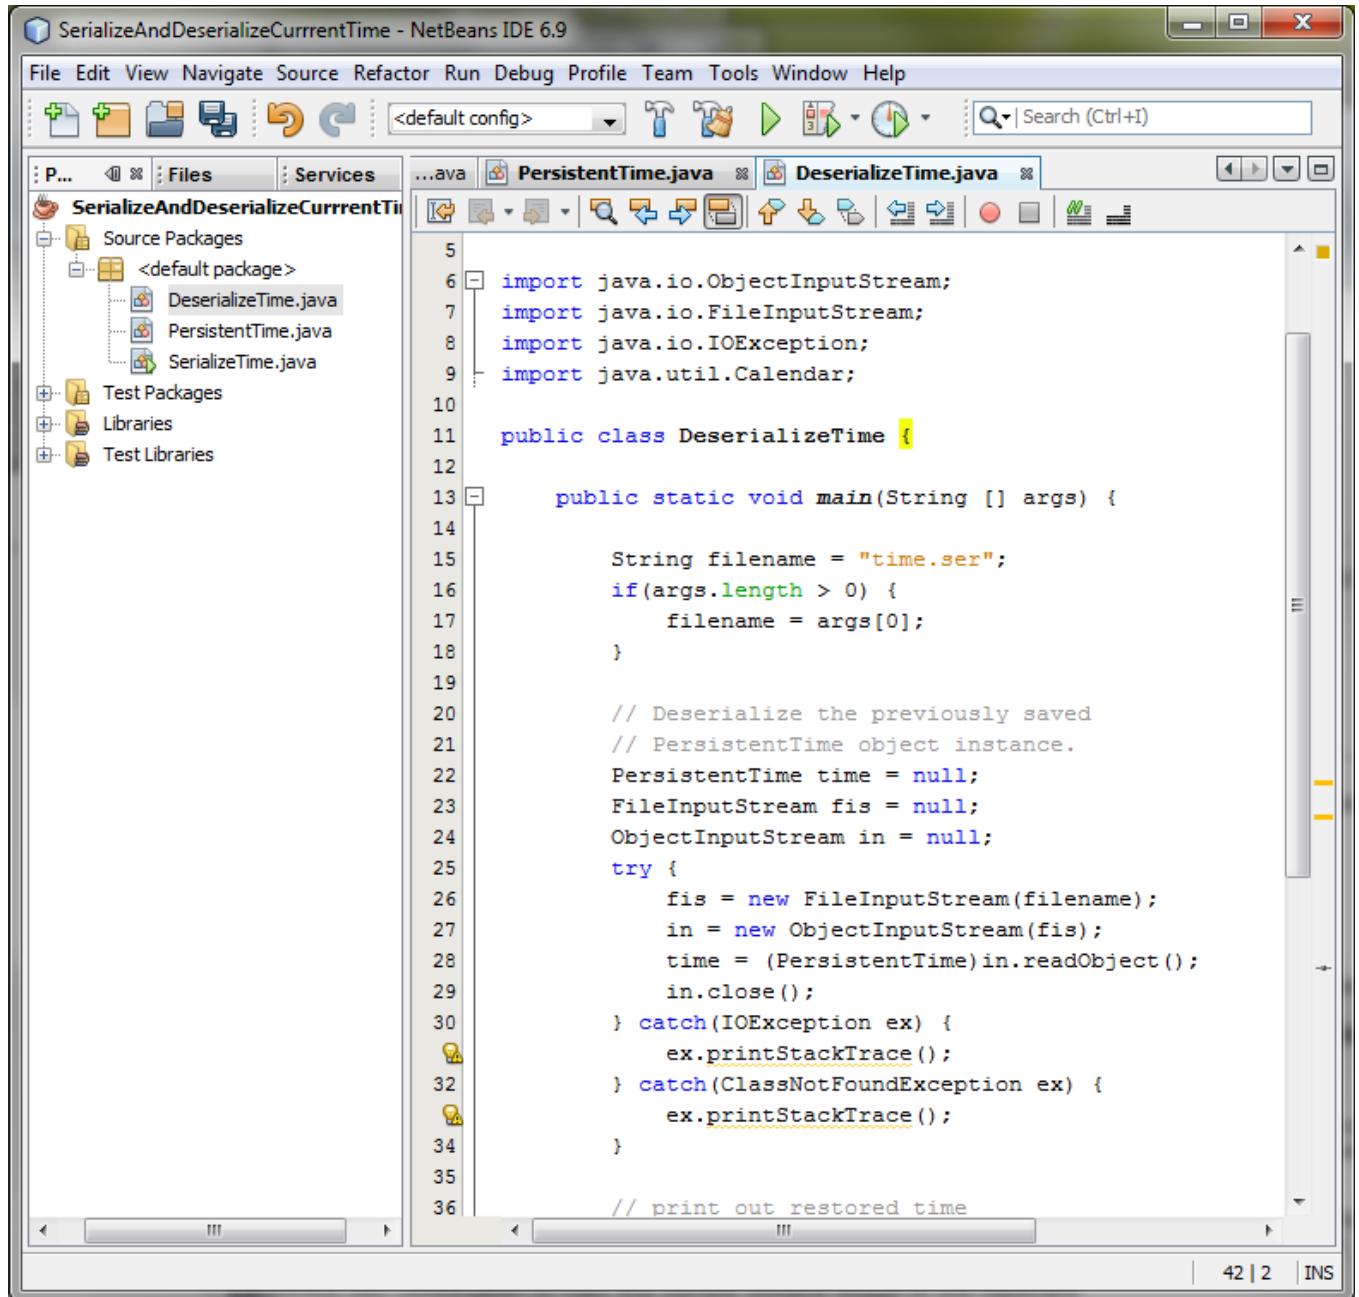 SerializeAndDeserializeCurrrentTime - NetBeans IDE 6.9
File Edit View Navigate Source Refactor Run Debug Profile Team Tools Window Help
<default config>
Search (Ctrl+I)
P... Files Services
...ava PersistentTime.java DeserializeTime.java
SerializeAndDeserializeCurrrentTi
Source Packages
<default package>
DeserializeTime.java
PersistentTime.java
SerializeTime.java
Test Packages
Libraries
Test Libraries
5
6 import java.io.ObjectInputStream;
7 import java.io.FileInputStream;
8 import java.io.IOException;
9 import java.util.Calendar;
10
11 public class DeserializeTime {
12
13 public static void main(String [] args) {
14
15 String filename = "time.ser";
16 if(args.length > 0) {
17 filename = args[0];
18 }
19
20 // Deserialize the previously saved
21 // PersistentTime object instance.
22 PersistentTime time = null;
23 FileInputStream fis = null;
24 ObjectInputStream in = null;
25 try {
26 fis = new FileInputStream(filename);
27 in = new ObjectInputStream(fis);
28 time = (PersistentTime)in.readObject();
29 in.close();
30 } catch(IOException ex) {
ex.printStackTrace();
32 } catch(ClassNotFoundException ex) {
ex.printStackTrace();
34 }
35
36 // print out restored time
42 | 2 INS